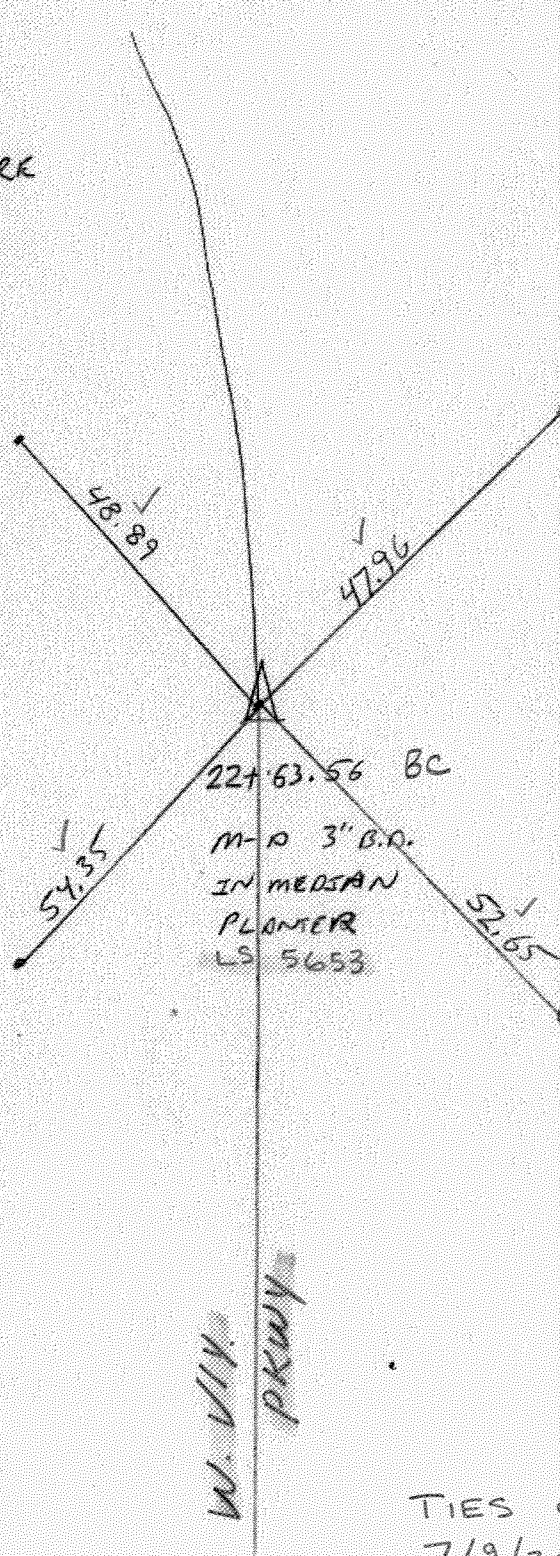 48.89 ✓
47.96 ✓
22+63.56 BC
M-D 3" B.D.
IN MEDIAN
PLANTER
LS 5653
54.35 ✓
52.65 ✓
W. VLY.
PKWY
TIES